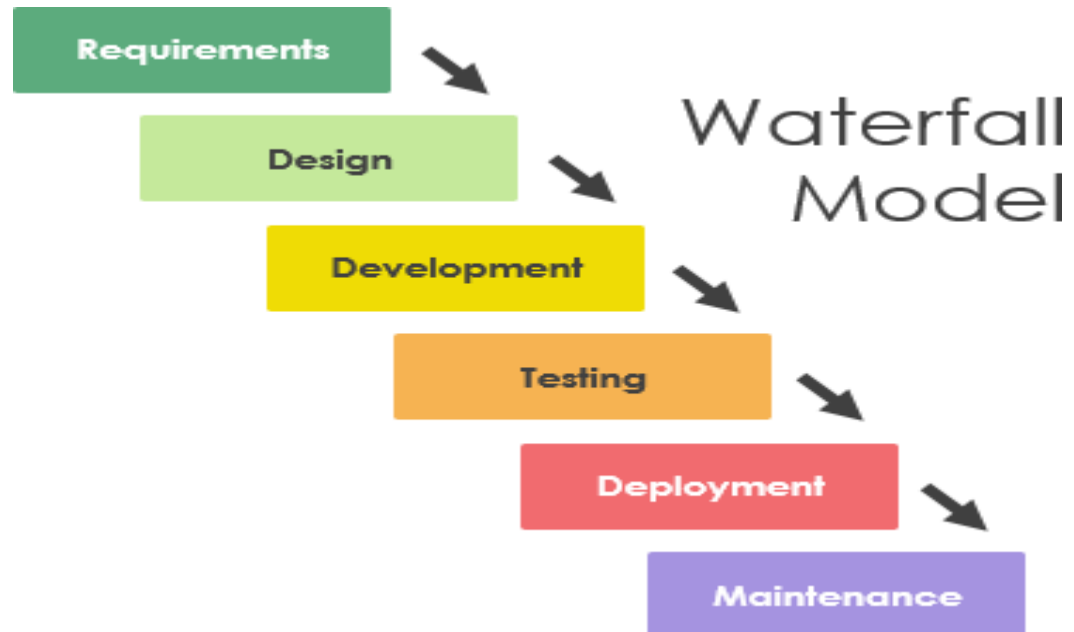 Requirements
Waterfall
Model
Design
Development
Testing
Deployment
Maintenance